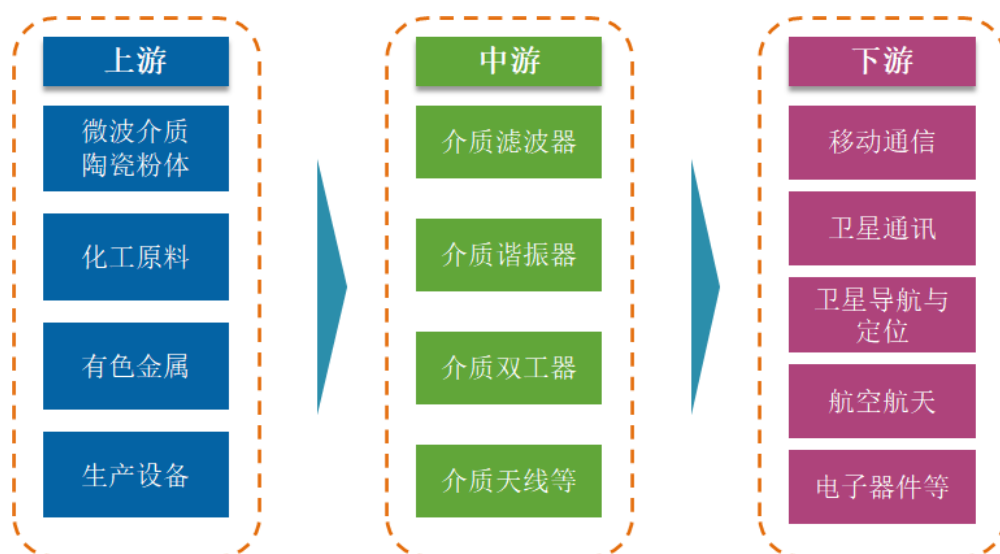 上游
微波介质
陶瓷粉体
化工原料
有色金属
生产设备
中游
介质滤波器
介质谐振器
介质双工器
介质天线等
下游
移动通信
卫星通讯
卫星导航与
定位
航空航天
电子器件等